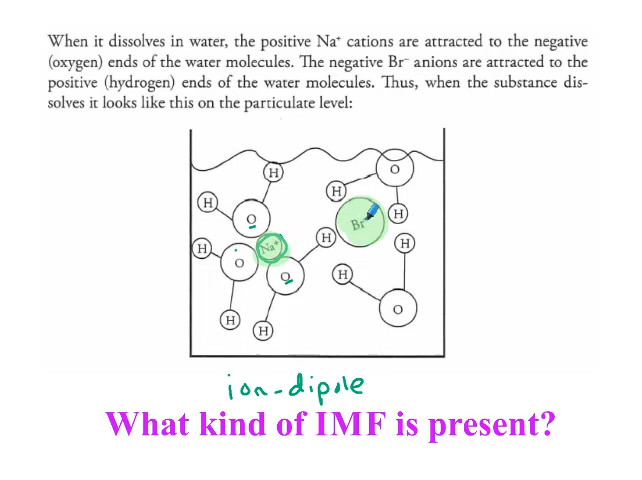 When it dissolves in water, the positive Na⁺ cations are attracted to the negative
(oxygen) ends of the water molecules. The negative Br⁻ anions are attracted to the
positive (hydrogen) ends of the water molecules. Thus, when the substance dis-
solves it looks like this on the particulate level:
H
O
H
H
H
O
Br⁻
H
H
O
Na⁺
H
H
O
H
O
H
H
ion-dipole
What kind of IMF is present?